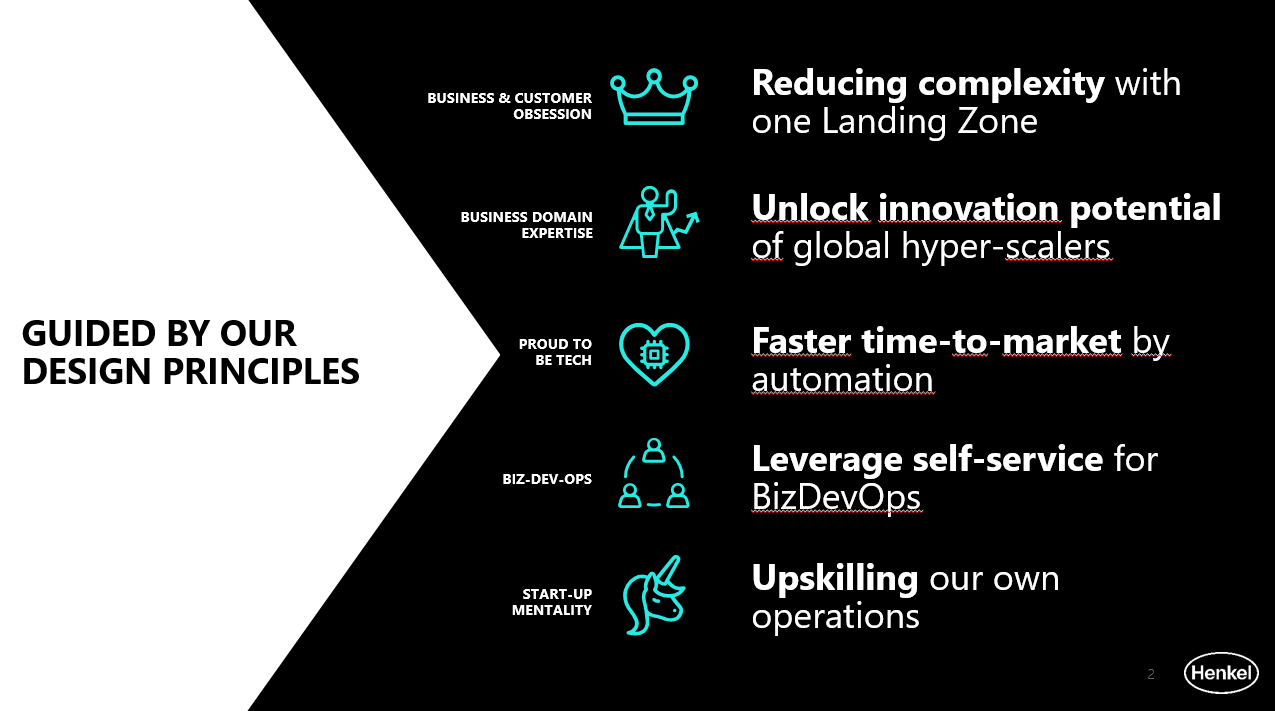 GUIDED BY OUR
DESIGN PRINCIPLES
BUSINESS & CUSTOMER
OBSESSION
Reducing complexity with
one Landing Zone
BUSINESS DOMAIN
EXPERTISE
Unlock innovation potential
of global hyper-scalers
PROUD TO
BE TECH
Faster time-to-market by
automation
BIZ-DEV-OPS
Leverage self-service for
BizDevOps
START-UP
MENTALITY
Upskilling our own
operations
2
Henkel